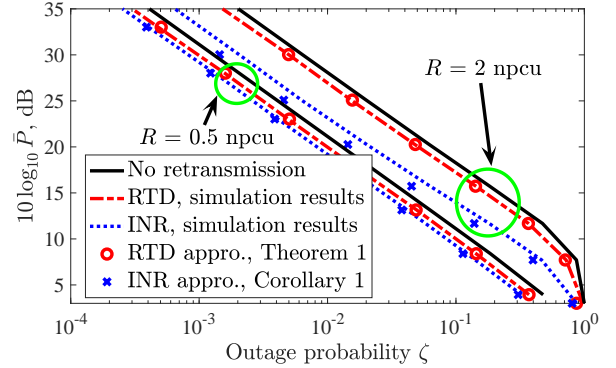 35
30
25
20
15
10
5
10 log₁₀ P̄, dB
R = 2 npcu
R = 0.5 npcu
No retransmission
RTD, simulation results
INR, simulation results
RTD appro., Theorem 1
INR appro., Corollary 1
10⁻⁴ 10⁻³ 10⁻² 10⁻¹ 10⁰
Outage probability ζ